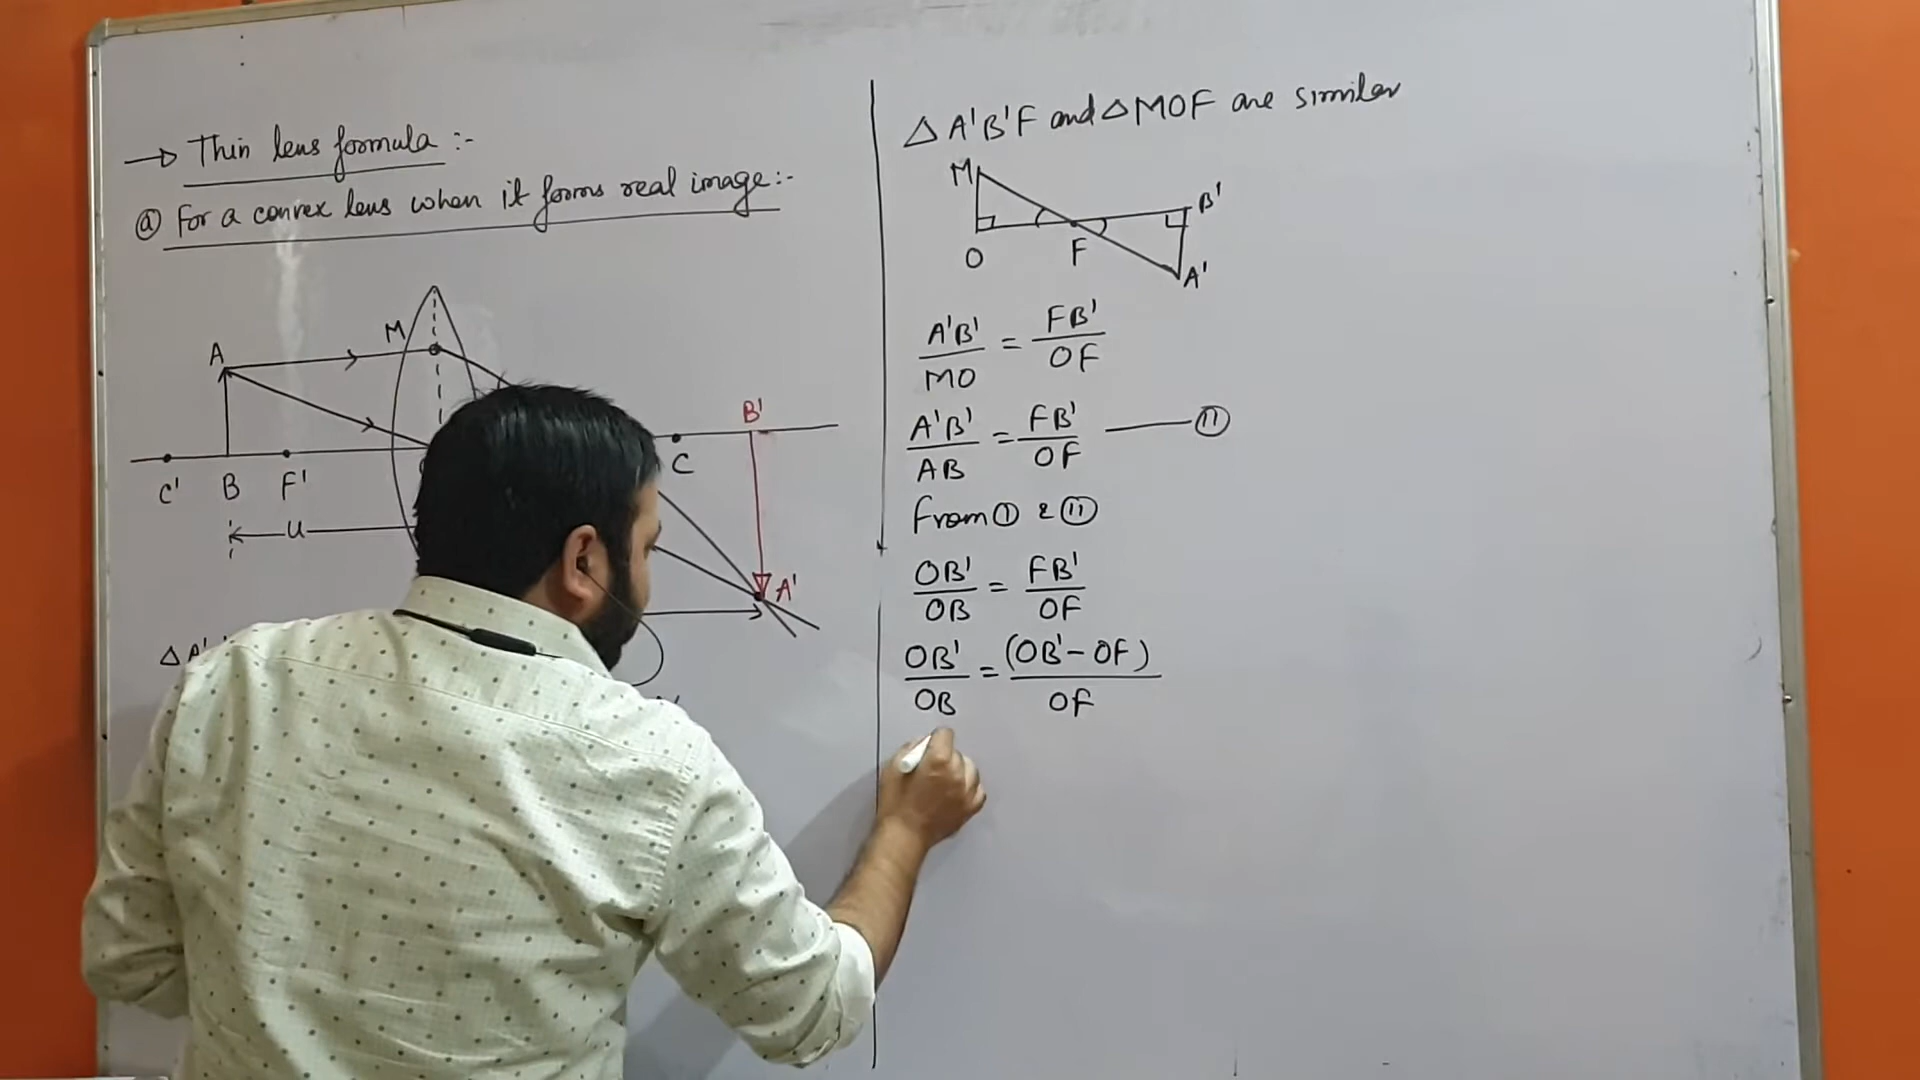 → Thin lens formula :-
ⓐ For a convex lens when it forms real image:-
A
M
B'
C
C' B F'
u
A'
Δ A'
Δ A'B'F and Δ MOF are similar
M
B'
O F
A'
A'B'/MO = FB'/OF
A'B'/AB = FB'/OF —— ⑪
from ① & ⑪
OB'/OB = FB'/OF
OB'/OB = (OB'-OF)/OF